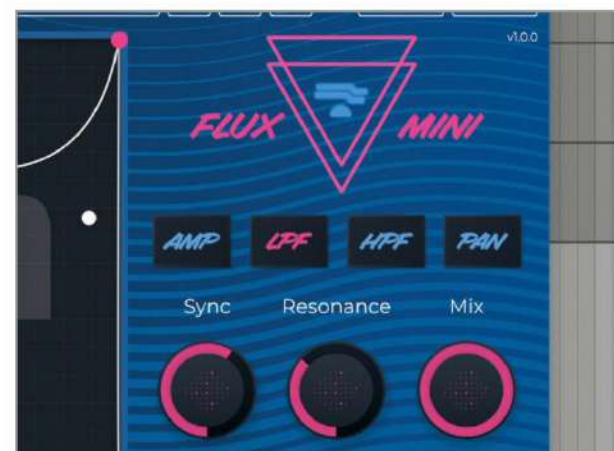 v1.0.0
FLUX MINI
AMP LPF HPF PAN
Sync Resonance Mix